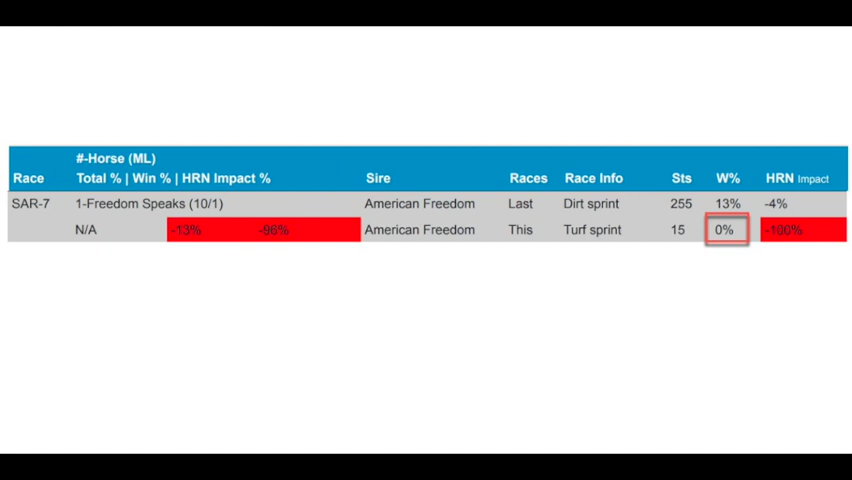 #-Horse (ML)
Race Total % | Win % | HRN Impact % Sire Races Race Info Sts W% HRN Impact
SAR-7 1-Freedom Speaks (10/1) American Freedom Last Dirt sprint 255 13% -4%
N/A -13% -96% American Freedom This Turf sprint 15 0% -100%